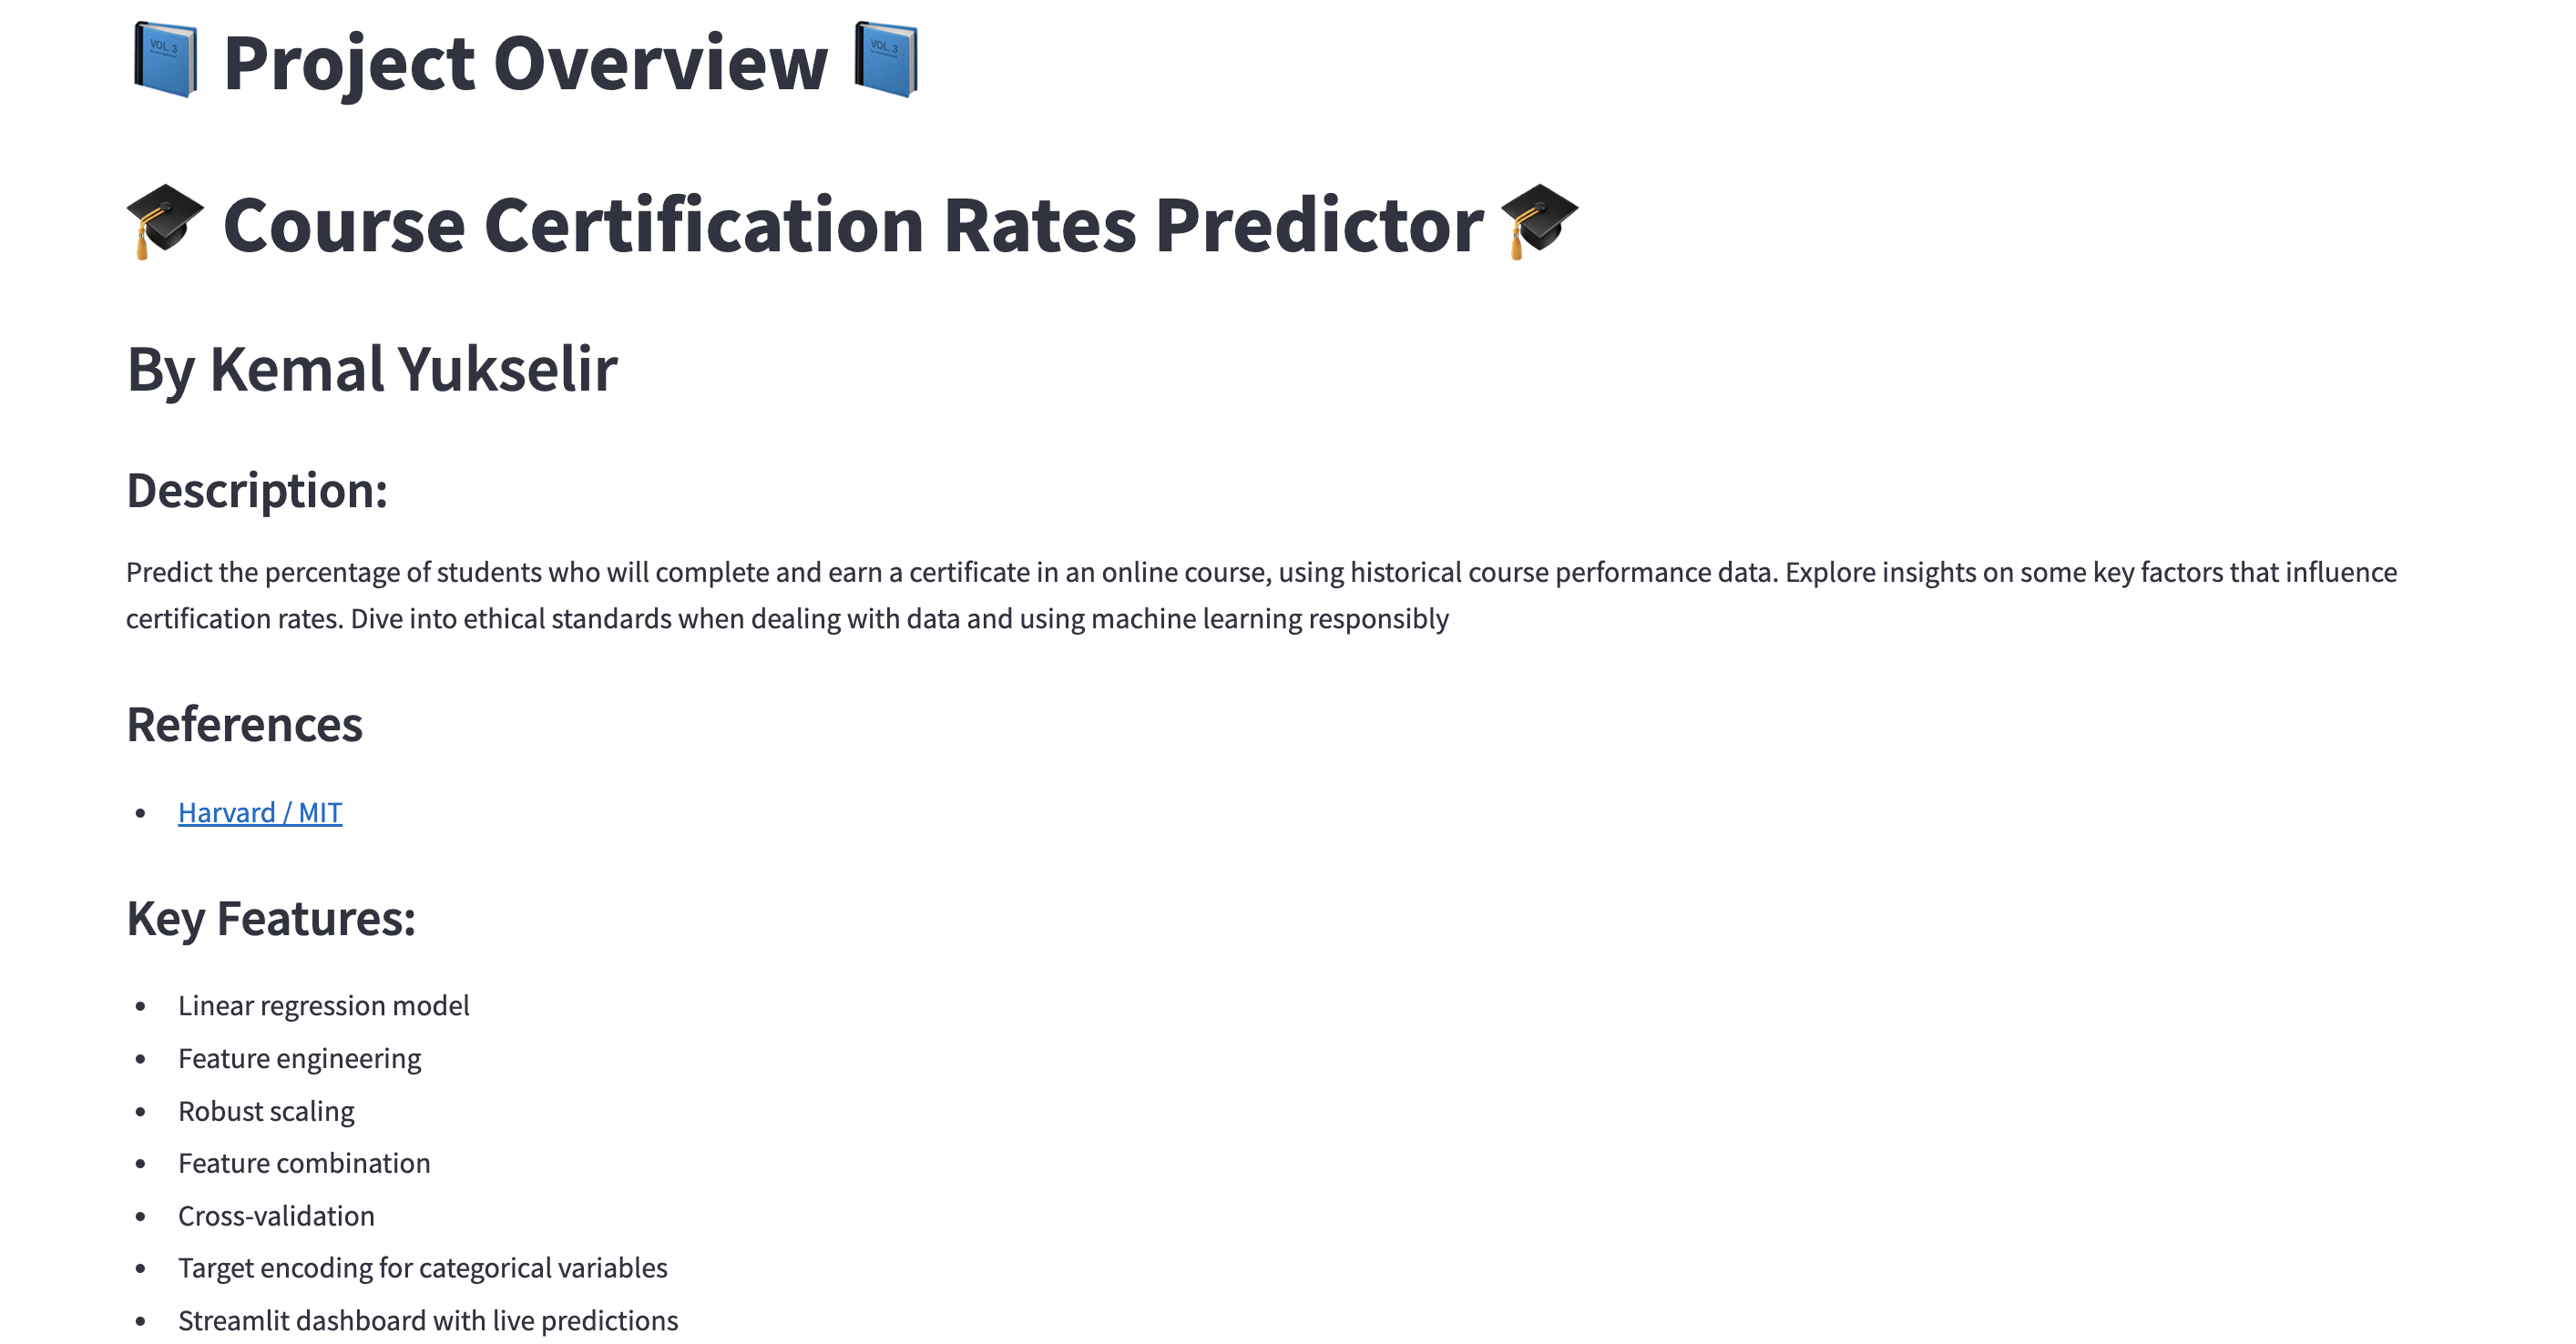 Project Overview
Course Certification Rates Predictor
By Kemal Yukselir
Description:
Predict the percentage of students who will complete and earn a certificate in an online course, using historical course performance data. Explore insights on some key factors that influence
certification rates. Dive into ethical standards when dealing with data and using machine learning responsibly
References
• Harvard / MIT
Key Features:
• Linear regression model
• Feature engineering
• Robust scaling
• Feature combination
• Cross-validation
• Target encoding for categorical variables
• Streamlit dashboard with live predictions